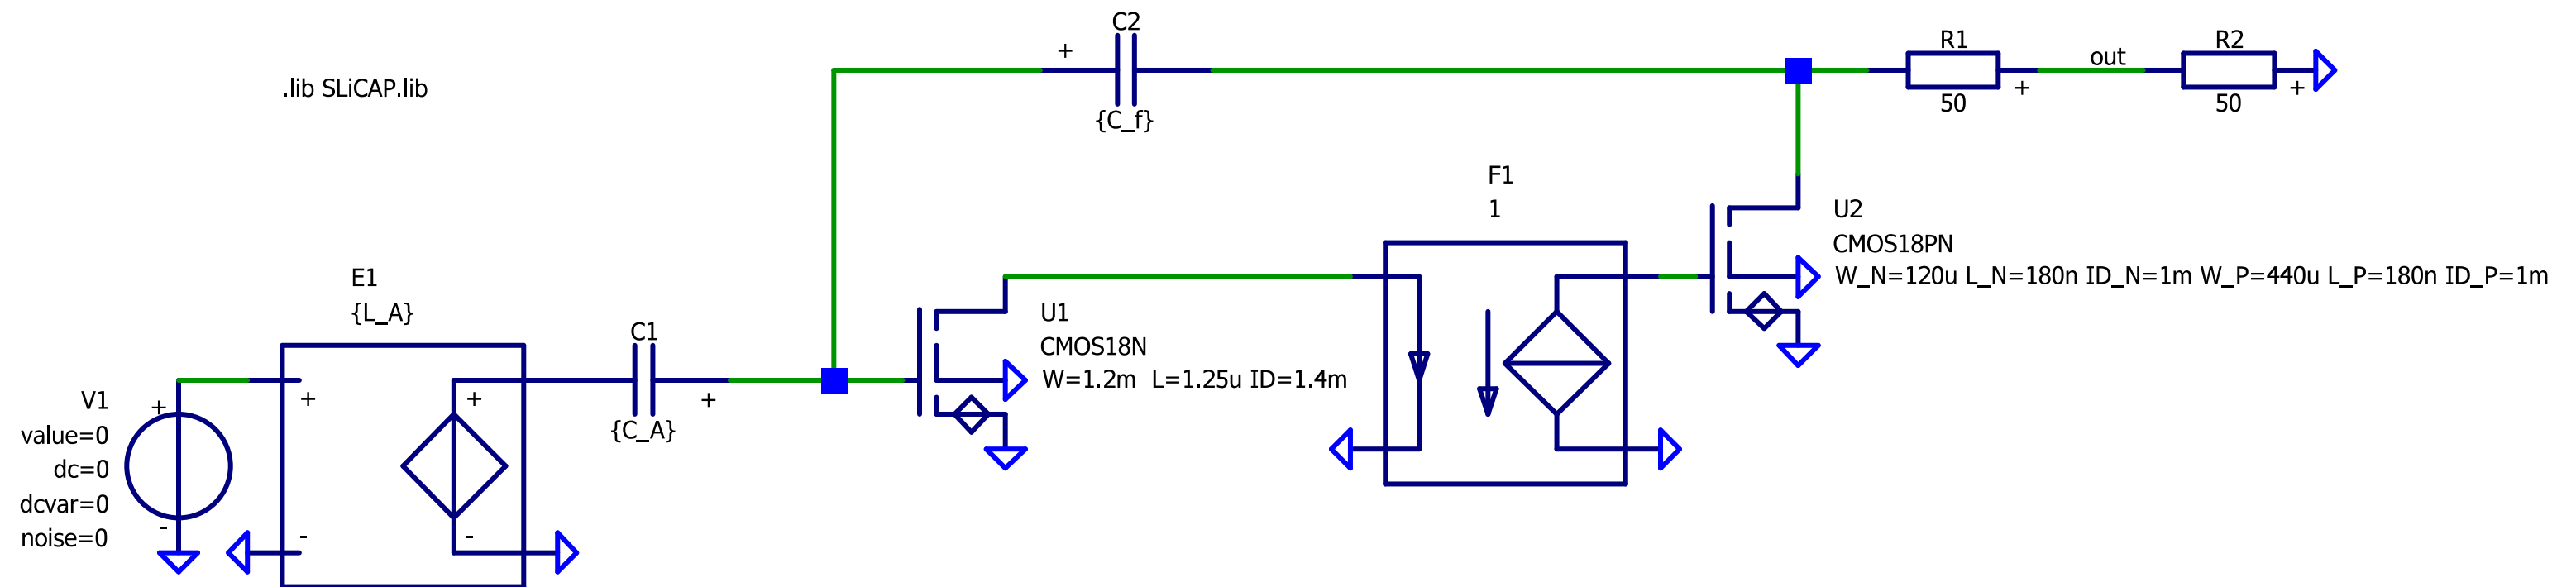 .lib SLiCAP.lib
C2
+
{C_f}
R1
50
+
out
R2
50
+
F1
1
U2
CMOS18PN
W_N=120u L_N=180n ID_N=1m W_P=440u L_P=180n ID_P=1m
E1
{L_A}
C1
{C_A}
+
U1
CMOS18N
W=1.2m L=1.25u ID=1.4m
V1
value=0
dc=0
dcvar=0
noise=0
+
-
+
-
+
-